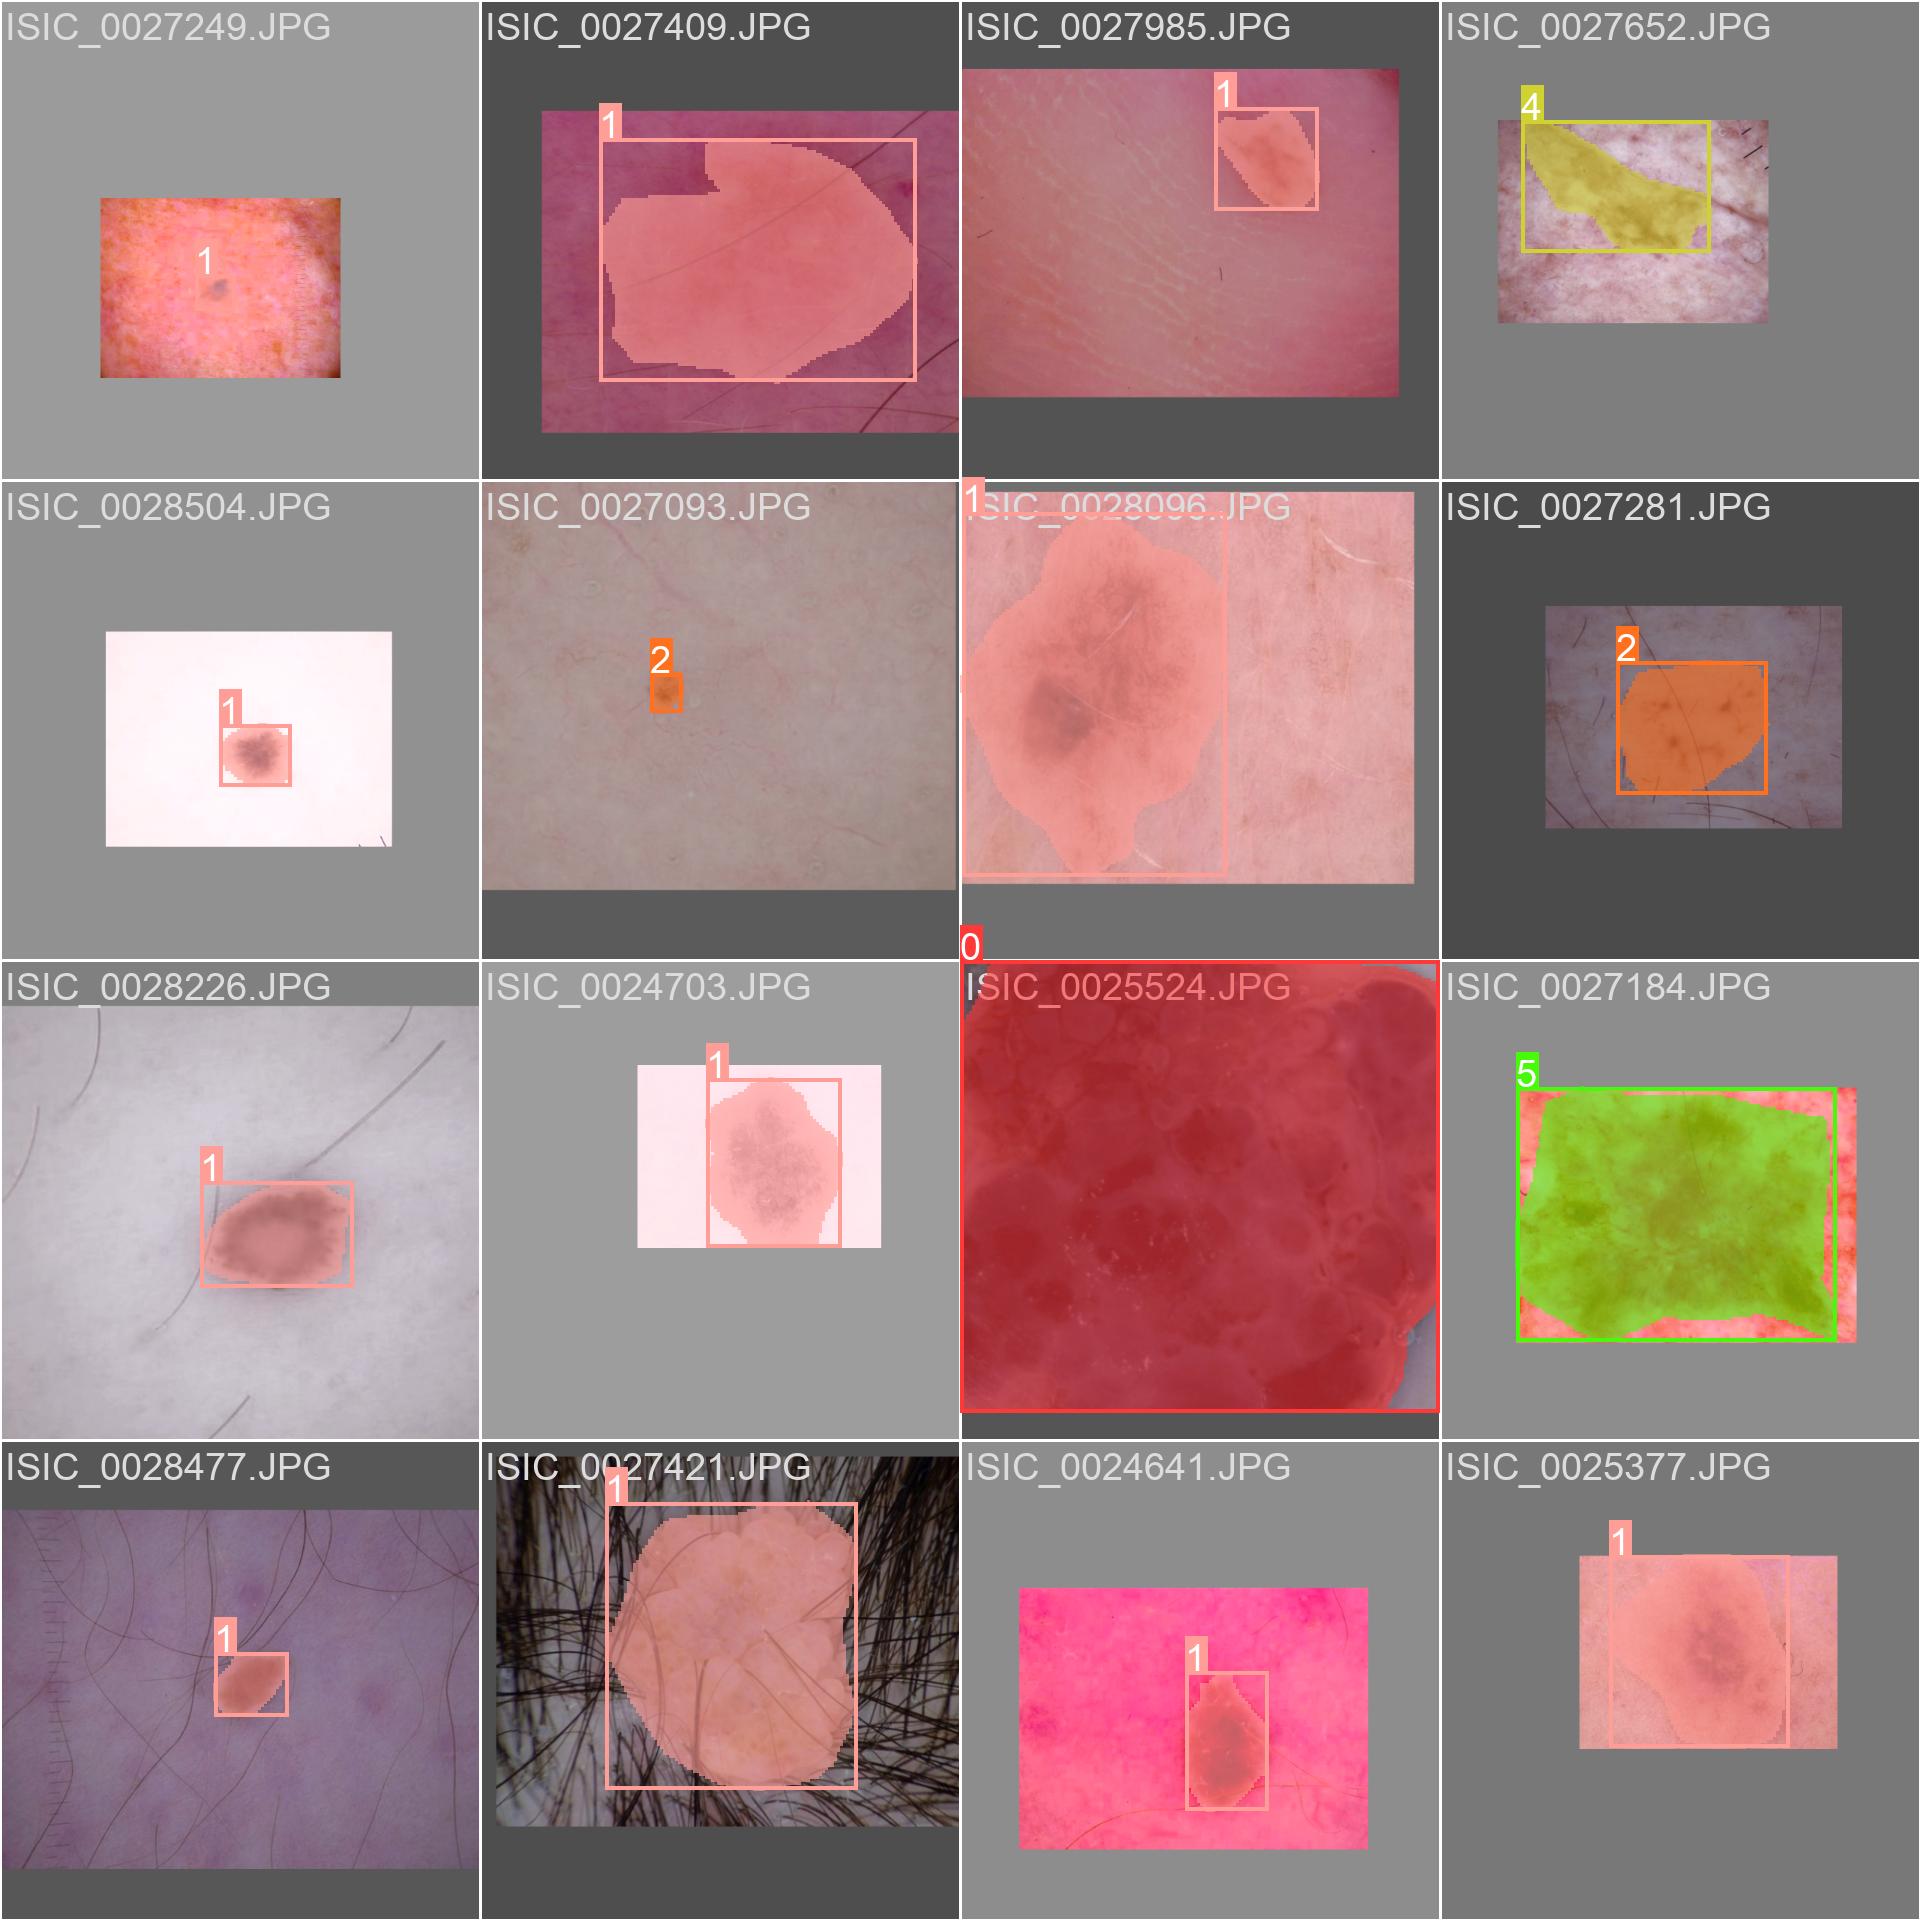 ISIC_0027249.JPG
1
ISIC_0027409.JPG
1
ISIC_0027985.JPG
1
ISIC_0027652.JPG
4
ISIC_0028504.JPG
1
ISIC_0027093.JPG
2
ISIC_0028096.JPG
1
ISIC_0027281.JPG
2
ISIC_0028226.JPG
1
ISIC_0024703.JPG
1
ISIC_0025524.JPG
0
ISIC_0027184.JPG
5
ISIC_0028477.JPG
1
ISIC_0027421.JPG
1
ISIC_0024641.JPG
1
ISIC_0025377.JPG
1